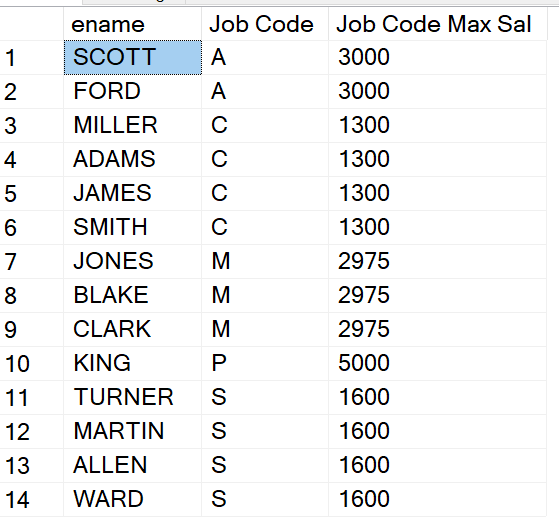 ename Job Code Job Code Max Sal
1 SCOTT A 3000
2 FORD A 3000
3 MILLER C 1300
4 ADAMS C 1300
5 JAMES C 1300
6 SMITH C 1300
7 JONES M 2975
8 BLAKE M 2975
9 CLARK M 2975
10 KING P 5000
11 TURNER S 1600
12 MARTIN S 1600
13 ALLEN S 1600
14 WARD S 1600